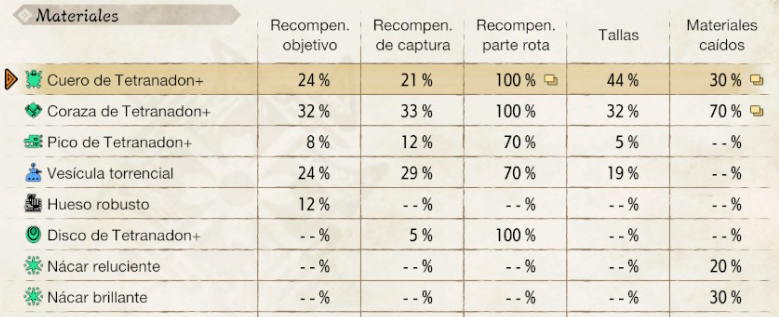 Materiales
Recompen. objetivo Recompen. de captura Recompen. parte rota Tallas Materiales caídos
Cuero de Tetranadon+ 24 % 21 % 100 % 44 % 30 %
Coraza de Tetranadon+ 32 % 33 % 100 % 32 % 70 %
Pico de Tetranadon+ 8 % 12 % 70 % 5 % - - %
Vesícula torrencial 24 % 29 % 70 % 19 % - - %
Hueso robusto 12 % - - % - - % - - % - - %
Disco de Tetranadon+ - - % 5 % 100 % - - % - - %
Nácar reluciente - - % - - % - - % - - % 20 %
Nácar brillante - - % - - % - - % - - % 30 %